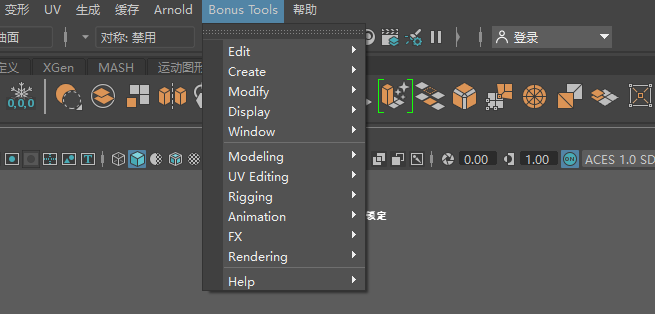 变形 UV 生成 缓存 Arnold Bonus Tools 帮助
曲面 对称: 禁用 登录
定义 XGen MASH 运动图形
0,0,0
Edit
Create
Modify
Display
Window
Modeling
UV Editing
Rigging
Animation
FX
Rendering
Help
T 0.00 1.00 ON ACES 1.0 SD
锁定